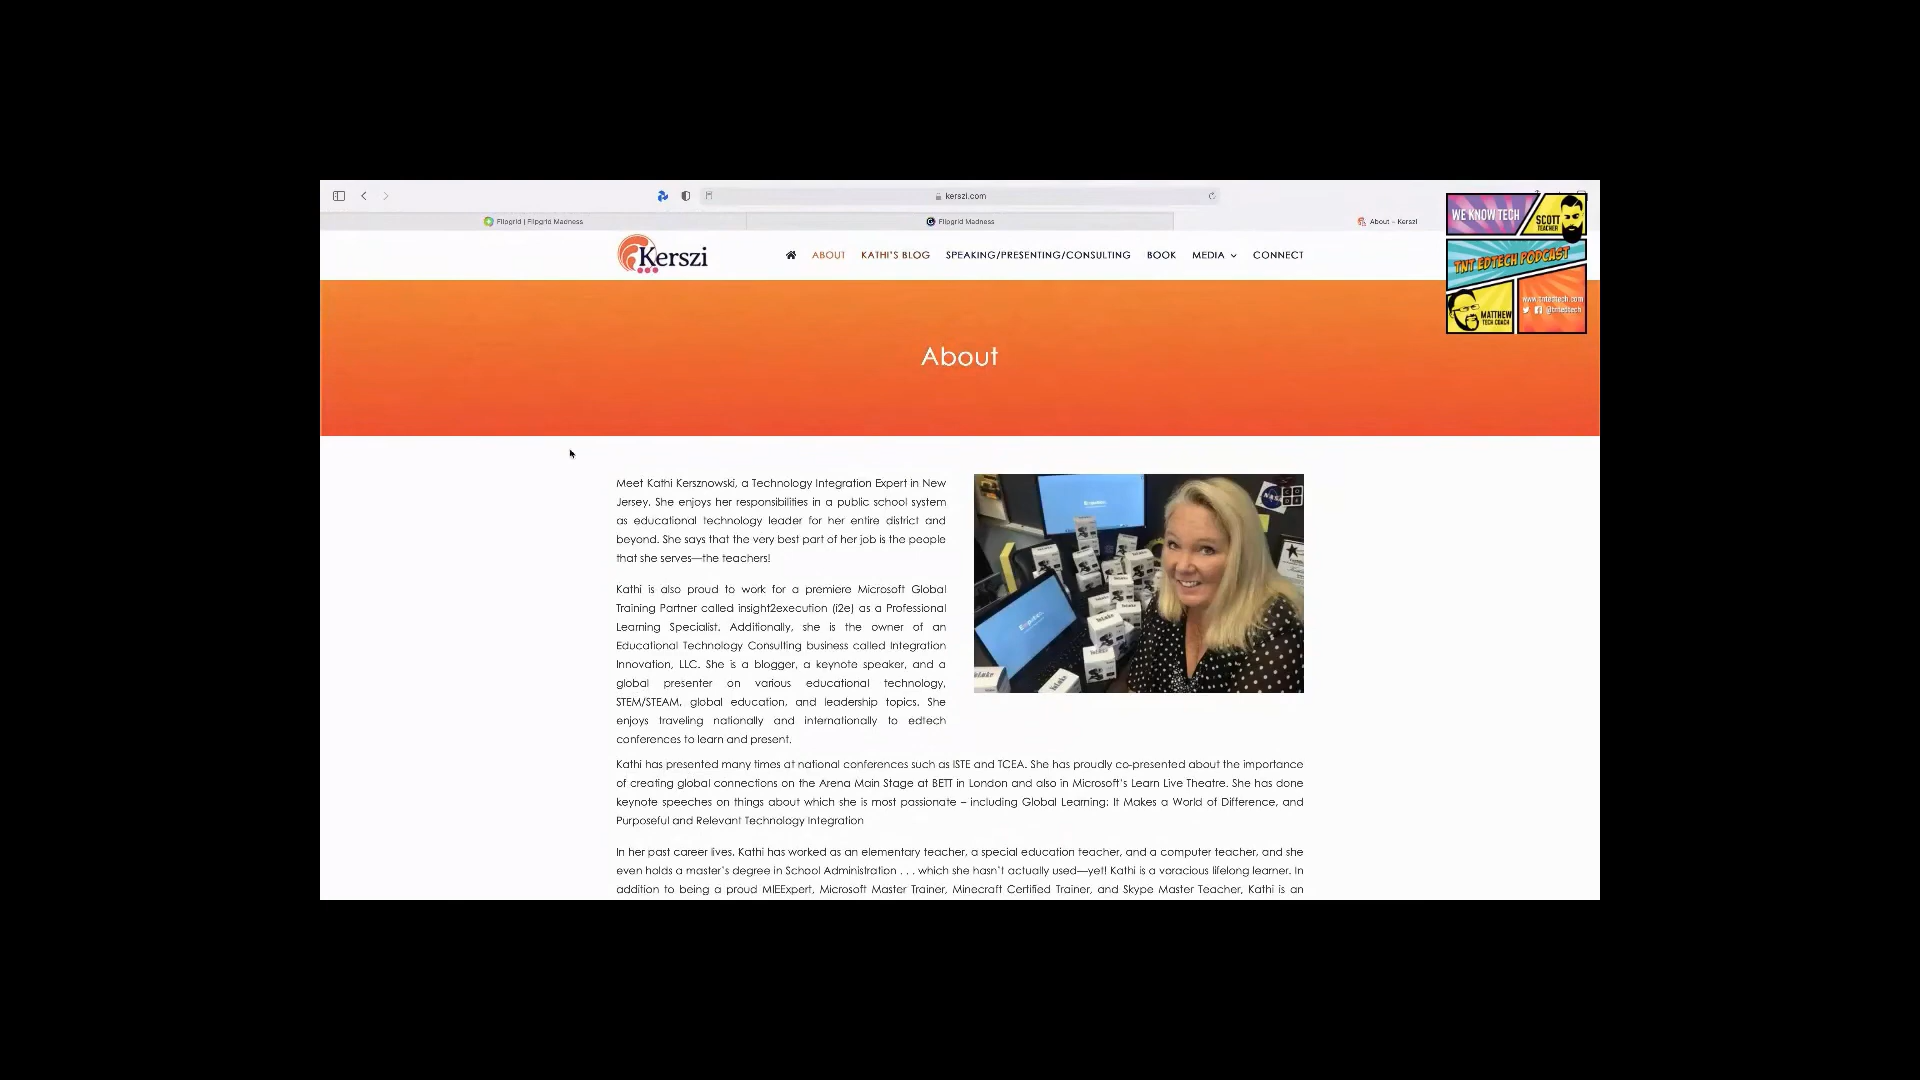 kerszi.com
Flipgrid | Flipgrid Madness
Flipgrid Madness
About – Kerszi
Kerszi
ABOUT
KATHI'S BLOG
SPEAKING/PRESENTING/CONSULTING
BOOK
MEDIA
CONNECT
WE KNOW TECH
SCOTT
TEACHER
TNT EDTECH PODCAST
MATTHEW
TECH COACH
www.tntedtech.com
@tntedtech
About
Meet Kathi Kersznowski, a Technology Integration Expert in New
Jersey. She enjoys her responsibilities in a public school system
as educational technology leader for her entire district and
beyond. She says that the very best part of her job is the people
that she serves—the teachers!
Kathi is also proud to work for a premiere Microsoft Global
Training Partner called insight2execution (i2e) as a Professional
Learning Specialist. Additionally, she is the owner of an
Educational Technology Consulting business called Integration
Innovation, LLC. She is a blogger, a keynote speaker, and a
global presenter on various educational technology,
STEM/STEAM, global education, and leadership topics. She
enjoys traveling nationally and internationally to edtech
conferences to learn and present.
NASA
Kathi has presented many times at national conferences such as ISTE and TCEA. She has proudly co-presented about the importance
of creating global connections on the Arena Main Stage at BETT in London and also in Microsoft's Learn Live Theatre. She has done
keynote speeches on things about which she is most passionate – including Global Learning: It Makes a World of Difference, and
Purposeful and Relevant Technology Integration
In her past career lives, Kathi has worked as an elementary teacher, a special education teacher, and a computer teacher, and she
even holds a master's degree in School Administration . . . which she hasn't actually used—yet! Kathi is a voracious lifelong learner. In
addition to being a proud MIEExpert, Microsoft Master Trainer, Minecraft Certified Trainer, and Skype Master Teacher, Kathi is an